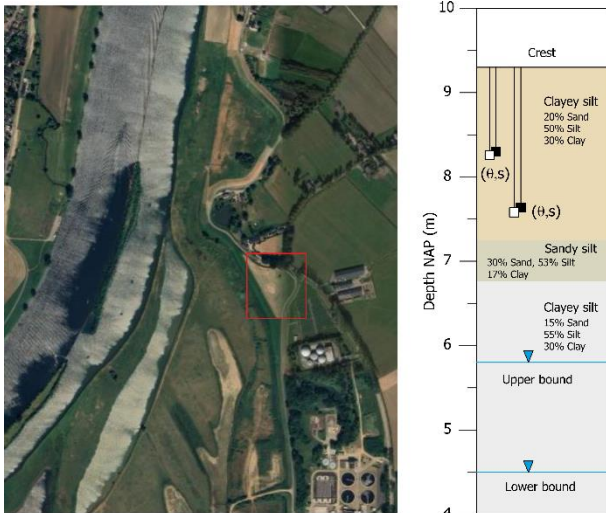 10
Crest
9
Clayey silt
20% Sand
50% Silt
30% Clay
(θ,s)
8
(θ,s)
Depth NAP (m)
7
Sandy silt
30% Sand, 53% Silt
17% Clay
Clayey silt
15% Sand
55% Silt
30% Clay
6
Upper bound
5
Lower bound
4